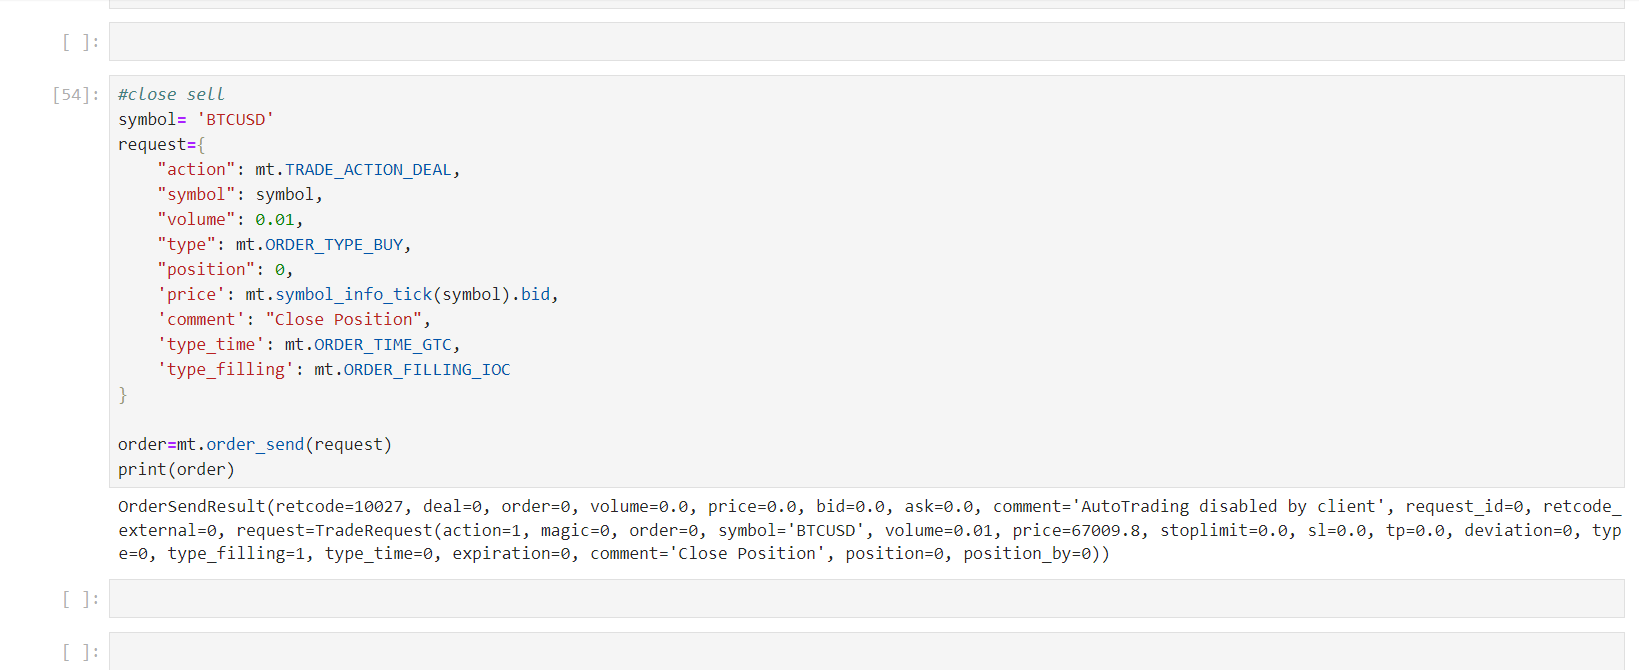 [ ]:
[54]:
#close sell
symbol= 'BTCUSD'
request={
    "action": mt.TRADE_ACTION_DEAL,
    "symbol": symbol,
    "volume": 0.01,
    "type": mt.ORDER_TYPE_BUY,
    "position": 0,
    'price': mt.symbol_info_tick(symbol).bid,
    'comment': "Close Position",
    'type_time': mt.ORDER_TIME_GTC,
    'type_filling': mt.ORDER_FILLING_IOC
}
order=mt.order_send(request)
print(order)
OrderSendResult(retcode=10027, deal=0, order=0, volume=0.0, price=0.0, bid=0.0, ask=0.0, comment='AutoTrading disabled by client', request_id=0, retcode_
external=0, request=TradeRequest(action=1, magic=0, order=0, symbol='BTCUSD', volume=0.01, price=67009.8, stoplimit=0.0, sl=0.0, tp=0.0, deviation=0, typ
e=0, type_filling=1, type_time=0, expiration=0, comment='Close Position', position=0, position_by=0))
[ ]:
[ ]: